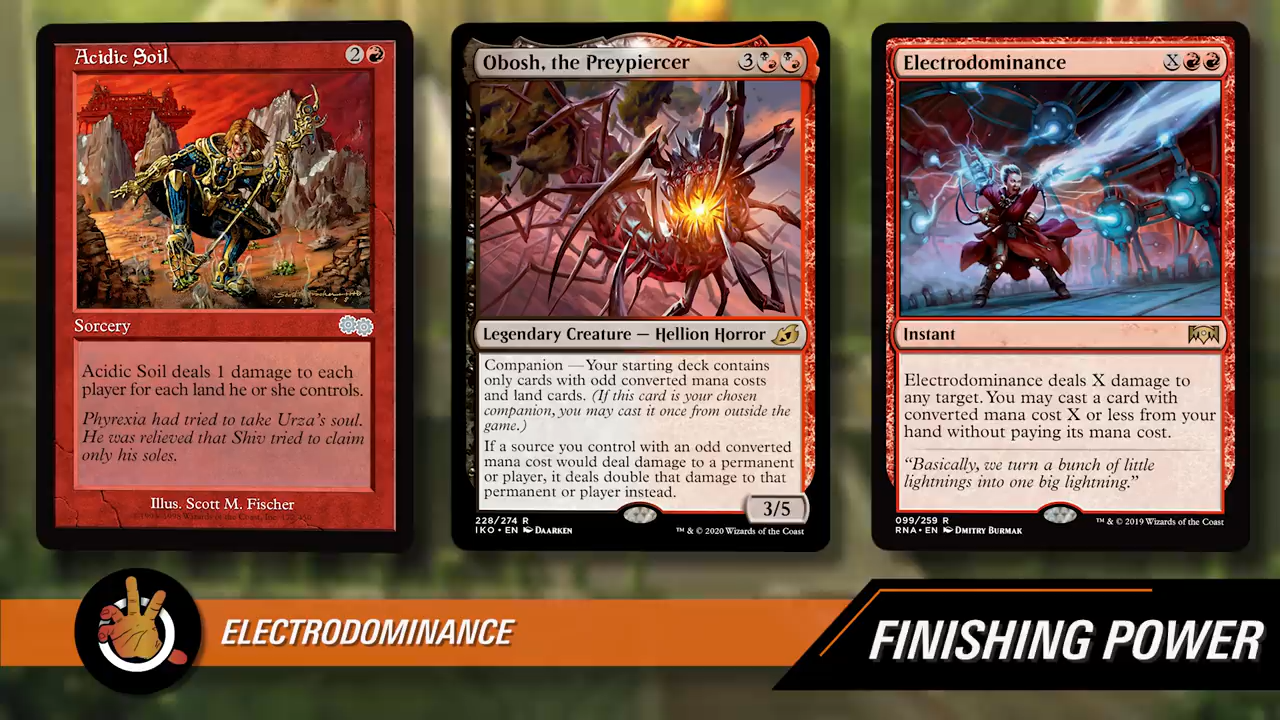 Acidic Soil
2
Sorcery
Acidic Soil deals 1 damage to each
player for each land he or she controls.
Phyrexia had tried to take Urza's soul.
He was relieved that Shiv tried to claim
only his soles.
Illus. Scott M. Fischer
Obosh, the Preypiercer
3
Legendary Creature — Hellion Horror
Companion — Your starting deck contains
only cards with odd converted mana costs
and land cards. (If this card is your chosen
companion, you may cast it once from outside the
game.)
If a source you control with an odd converted
mana cost would deal damage to a permanent
or player, it deals double that damage to that
permanent or player instead.
3/5
228/274 R
IKO • EN Daarken
™ & © 2020 Wizards of the Coast
Electrodominance
X
Instant
Electrodominance deals X damage to
any target. You may cast a card with
converted mana cost X or less from your
hand without paying its mana cost.
“Basically, we turn a bunch of little
lightnings into one big lightning.”
099/259 R
RNA • EN Dmitry Burmak
™ & © 2019 Wizards of the Coast
ELECTRODOMINANCE
FINISHING POWER